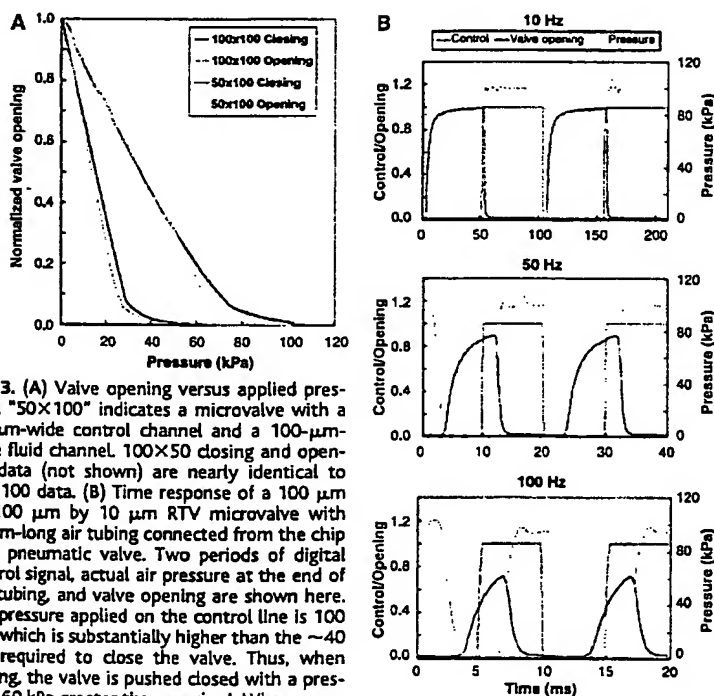 A
1.0
0.8
0.6
0.4
0.2
0.0
Normalized valve opening
100x100 Closing
100x100 Opening
50x100 Closing
50x100 Opening
0 20 40 60 80 100 120
Pressure (kPa)
3. (A) Valve opening versus applied pres-
"50×100" indicates a microvalve with a
μm-wide control channel and a 100-μm-
fluid channel. 100×50 closing and open-
data (not shown) are nearly identical to
100 data. (B) Time response of a 100 μm
00 μm by 10 μm RTV microvalve with
m-long air tubing connected from the chip
pneumatic valve. Two periods of digital
rol signal, actual air pressure at the end of
tubing, and valve opening are shown here.
pressure applied on the control line is 100
which is substantially higher than the ~40
required to close the valve. Thus, when
ng, the valve is pushed closed with a pres-
B
10 Hz
Control Valve opening Pressure
Control/Opening
1.2
0.8
0.4
0.0
120
80
40
0
Pressure (kPa)
0 50 100 150 200
50 Hz
Control/Opening
1.2
0.8
0.4
0.0
120
80
40
0
Pressure (kPa)
0 10 20 30 40
100 Hz
Control/Opening
1.2
0.8
0.4
0.0
120
80
40
0
Pressure (kPa)
0 5 10 15 20
Time (ms)